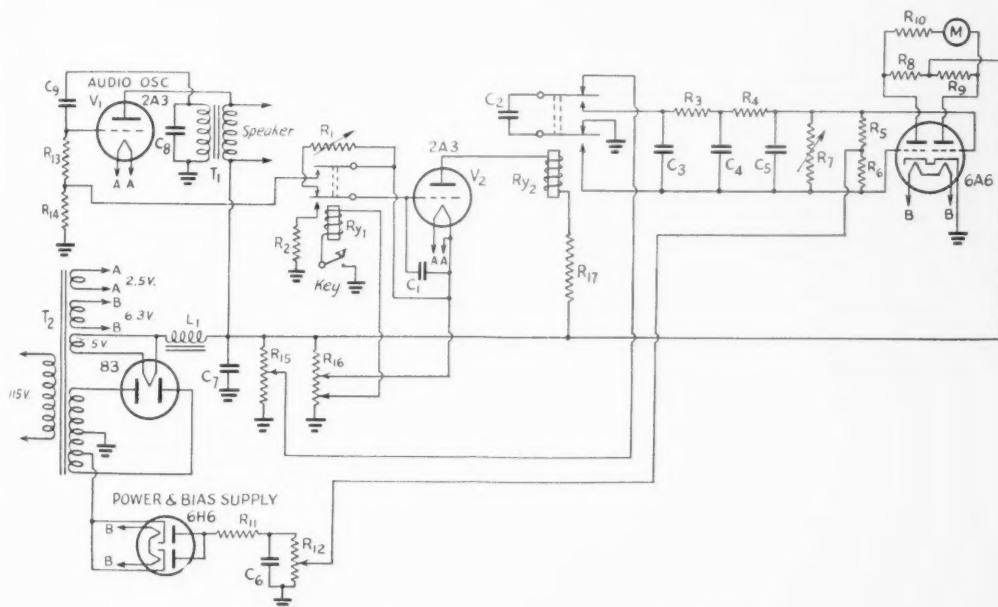 R10
M
R8
R9
AUDIO OSC
C9
V1
2A3
C8
Speaker
T1
R13
R14
A A
R1
2A3
V2
R2
Ry1
Key
A A
C1
C2
Ry2
R17
R3
R4
C3
C4
C5
R7
R5
R6
6A6
B B
T2
A
2.5V.
A
B
6.3V.
B
5V
L1
83
115V.
C7
R15
R16
POWER & BIAS SUPPLY
6H6
B
B
R11
R12
C6